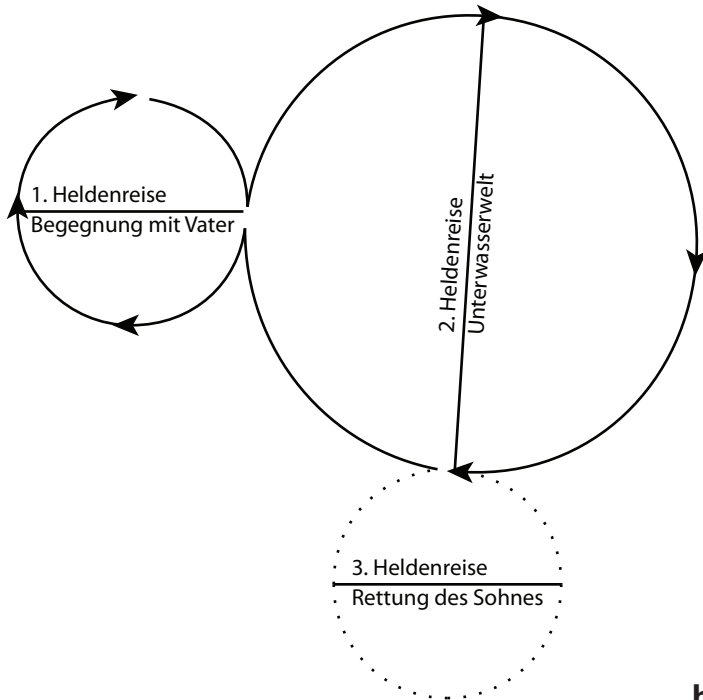 1. Heldenreise
Begegnung mit Vater
2. Heldenreise
Unterwasserwelt
3. Heldenreise
Rettung des Sohnes